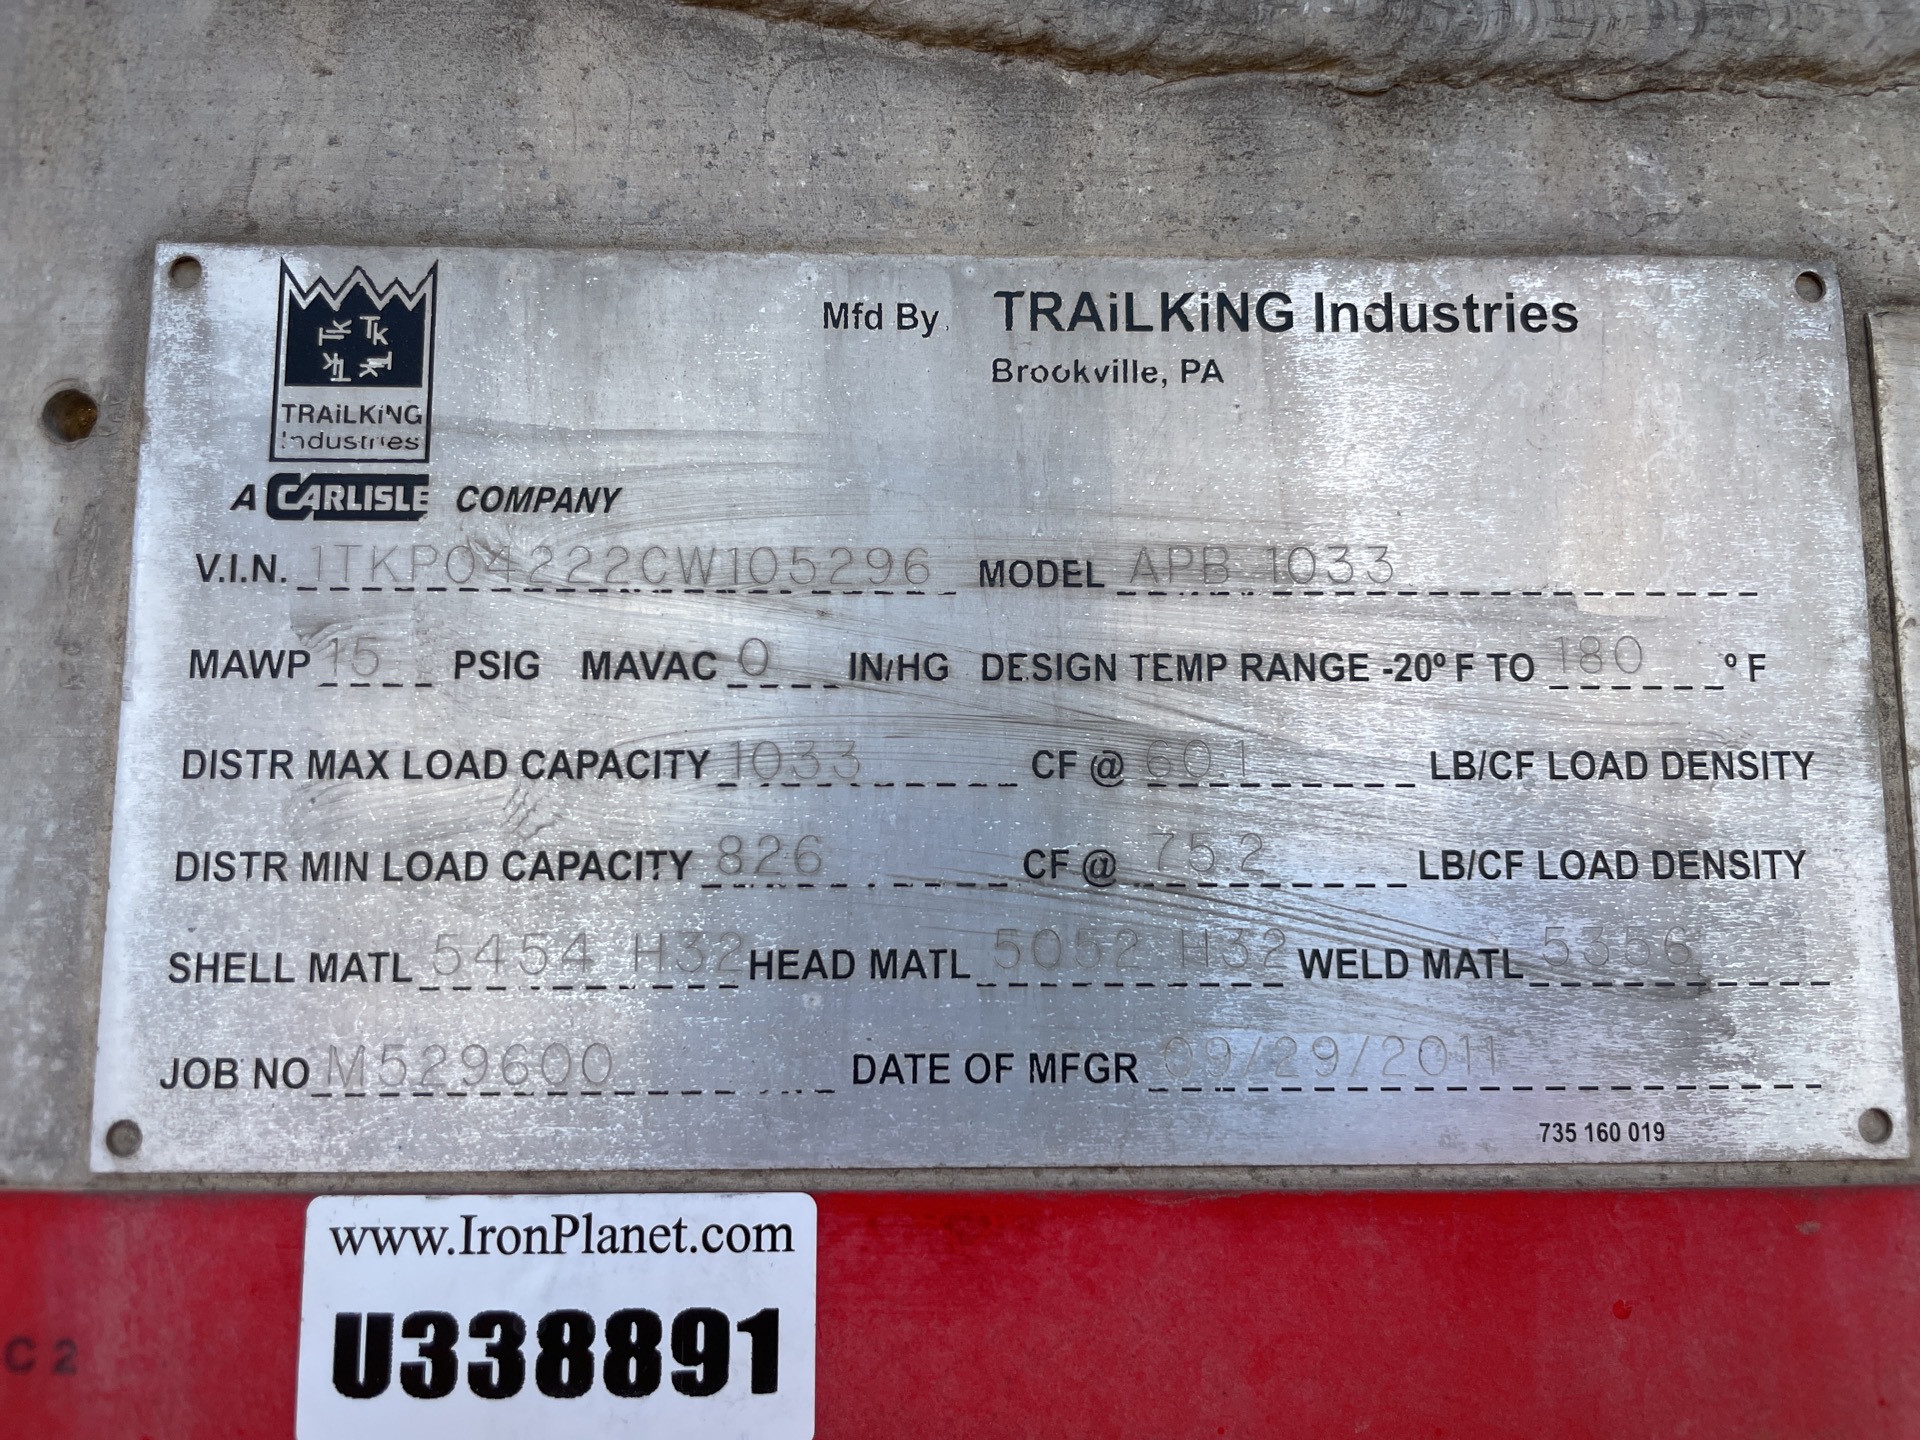 TK TK TK TK
TRAiLKiNG
Industries
A CARLISLE COMPANY
Mfd By. TRAiLKiNG Industries
Brookville, PA
V.I.N. 1TKP04222CW105296 MODEL APB 1033
MAWP 15 PSIG MAVAC 0 IN/HG DESIGN TEMP RANGE -20° F TO 180 ° F
DISTR MAX LOAD CAPACITY 1033 CF @ 60.1 LB/CF LOAD DENSITY
DISTR MIN LOAD CAPACITY 826 CF @ 75.2 LB/CF LOAD DENSITY
SHELL MATL 5454 H32 HEAD MATL 5052 H32 WELD MATL 5356
JOB NO M529600 DATE OF MFGR 09/29/2011
735 160 019
www.IronPlanet.com
U338891
C 2